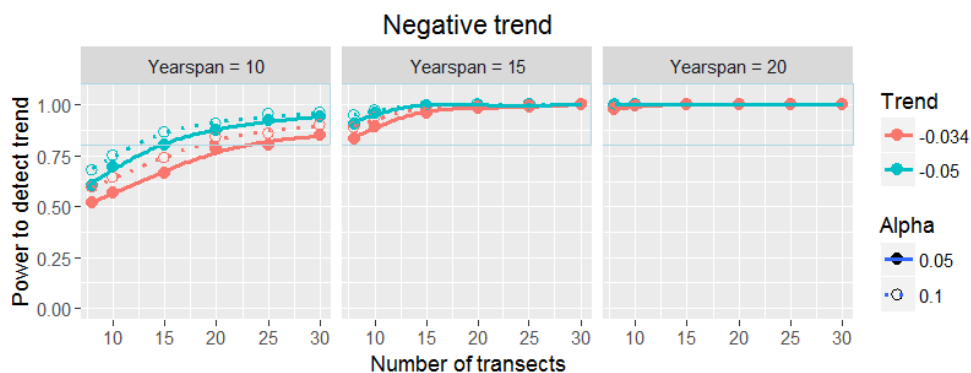 Negative trend
Yearspan = 10
Yearspan = 15
Yearspan = 20
Power to detect trend
1.00
0.75
0.50
0.25
0.00
10 15 20 25 30
10 15 20 25 30
10 15 20 25 30
Number of transects
Trend
-0.034
-0.05
Alpha
0.05
0.1